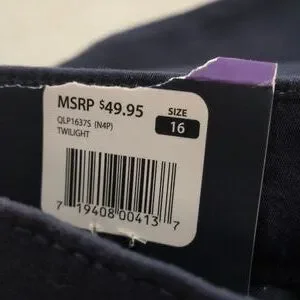 MSRP $49.95
SIZE
16
QLP1637S (N4P)
TWILIGHT
7 19408 00413 7